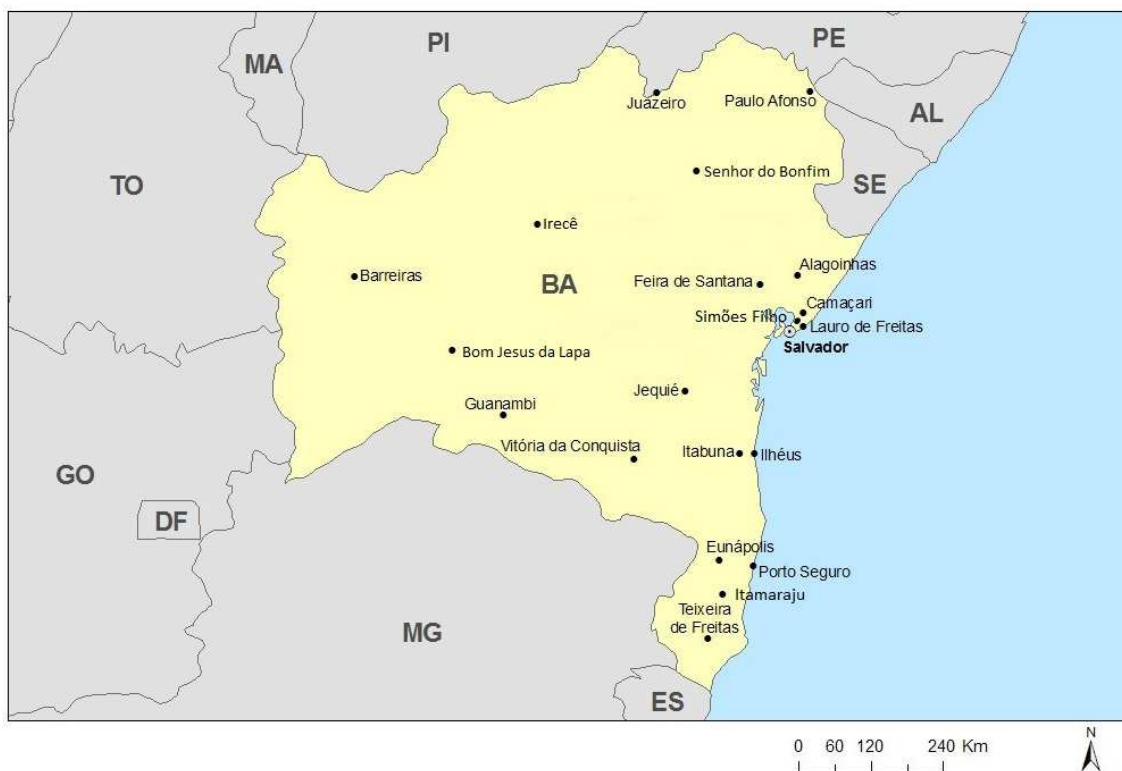 PI
PE
MA
Juazeiro
Paulo Afonso
AL
TO
Senhor do Bonfim
SE
Irecê
Barreiras
BA
Alagoinhas
Feira de Santana
Camaçari
Simões Filho
Lauro de Freitas
Salvador
Bom Jesus da Lapa
Jequié
Guanambi
Vitória da Conquista
Itabuna
Ilhéus
GO
DF
Eunápolis
Porto Seguro
Itamaraju
Teixeira
de Freitas
MG
ES
N
0 60 120 240 Km